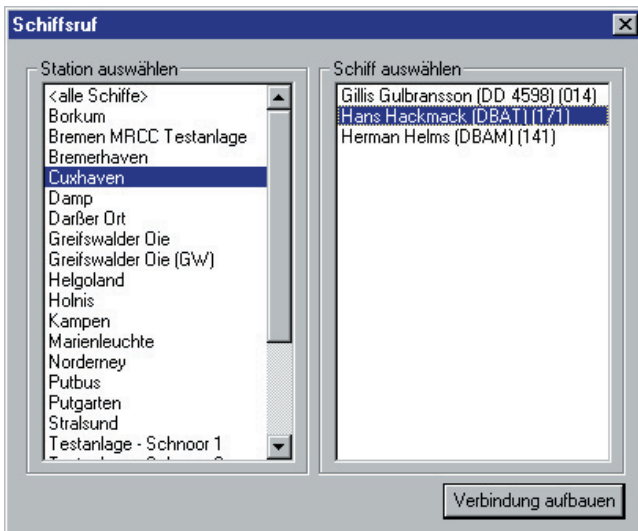 Schiffsruf
Station auswählen
<alle Schiffe>
Borkum
Bremen MRCC Testanlage
Bremerhaven
Cuxhaven
Damp
Darßer Ort
Greifswalder Oie
Greifswalder Oie (GW)
Helgoland
Holnis
Kampen
Marienleuchte
Norderney
Putbus
Putgarten
Stralsund
Testanlage - Schnoor 1
Schiff auswählen
Gillis Gulbransson (DD 4598) (014)
Hans Hackmack (DBAT) (171)
Herman Helms (DBAM) (141)
Verbindung aufbauen